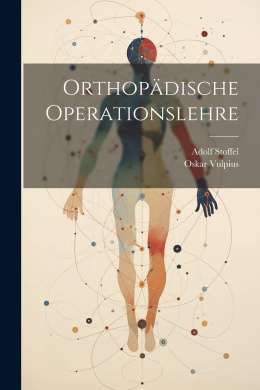 Orthopädische
Operationslehre
Adolf Stoffel
Oskar Vulpius